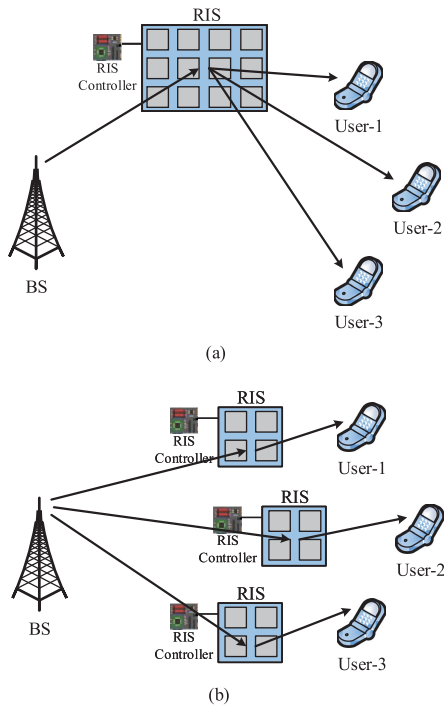 RIS
RIS
Controller
User-1
User-2
BS
User-3
(a)
RIS
RIS
Controller
User-1
RIS
RIS
Controller
User-2
BS
RIS
RIS
Controller
User-3
(b)